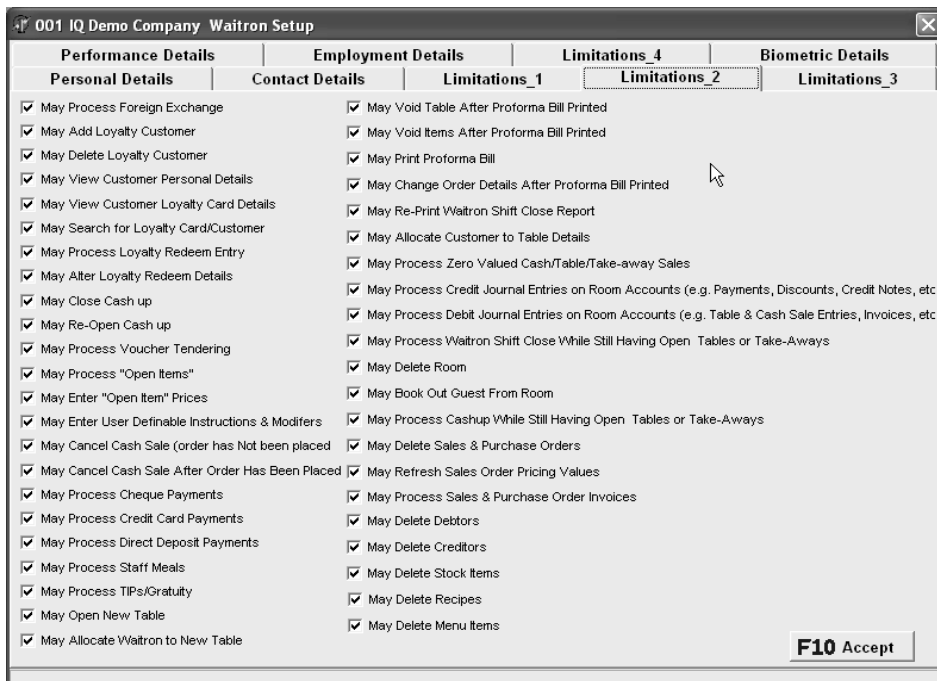 001 IQ Demo Company Waitron Setup
Performance Details
Employment Details
Limitations_4
Biometric Details
Personal Details
Contact Details
Limitations_1
Limitations_2
Limitations_3
May Process Foreign Exchange
May Add Loyalty Customer
May Delete Loyalty Customer
May View Customer Personal Details
May View Customer Loyalty Card Details
May Search for Loyalty Card/Customer
May Process Loyalty Redeem Entry
May Alter Loyalty Redeem Details
May Close Cash up
May Re-Open Cash up
May Process Voucher Tendering
May Process "Open Items"
May Enter "Open Item" Prices
May Enter User Definable Instructions & Modifers
May Cancel Cash Sale (order has Not been placed
May Cancel Cash Sale After Order Has Been Placed
May Process Cheque Payments
May Process Credit Card Payments
May Process Direct Deposit Payments
May Process Staff Meals
May Process TIPs/Gratuity
May Open New Table
May Allocate Waitron to New Table
May Void Table After Proforma Bill Printed
May Void Items After Proforma Bill Printed
May Print Proforma Bill
May Change Order Details After Proforma Bill Printed
May Re-Print Waitron Shift Close Report
May Allocate Customer to Table Details
May Process Zero Valued Cash/Table/Take-away Sales
May Process Credit Journal Entries on Room Accounts (e.g. Payments, Discounts, Credit Notes, etc
May Process Debit Journal Entries on Room Accounts (e.g. Table & Cash Sale Entries, Invoices, etc
May Process Waitron Shift Close While Still Having Open Tables or Take-Aways
May Delete Room
May Book Out Guest From Room
May Process Cashup While Still Having Open Tables or Take-Aways
May Delete Sales & Purchase Orders
May Refresh Sales Order Pricing Values
May Process Sales & Purchase Order Invoices
May Delete Debtors
May Delete Creditors
May Delete Stock Items
May Delete Recipes
May Delete Menu Items
F10 Accept